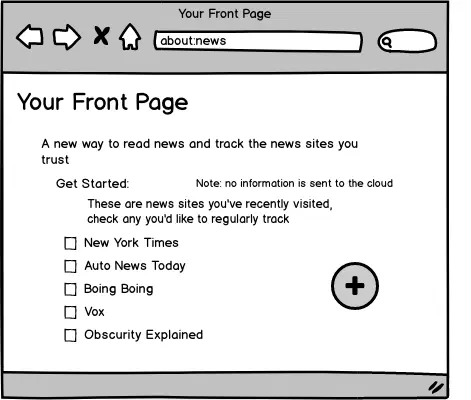 Your Front Page
about:news
Your Front Page
A new way to read news and track the news sites you
trust
Get Started:
Note: no information is sent to the cloud
These are news sites you've recently visited,
check any you'd like to regularly track
New York Times
Auto News Today
Boing Boing
Vox
Obscurity Explained